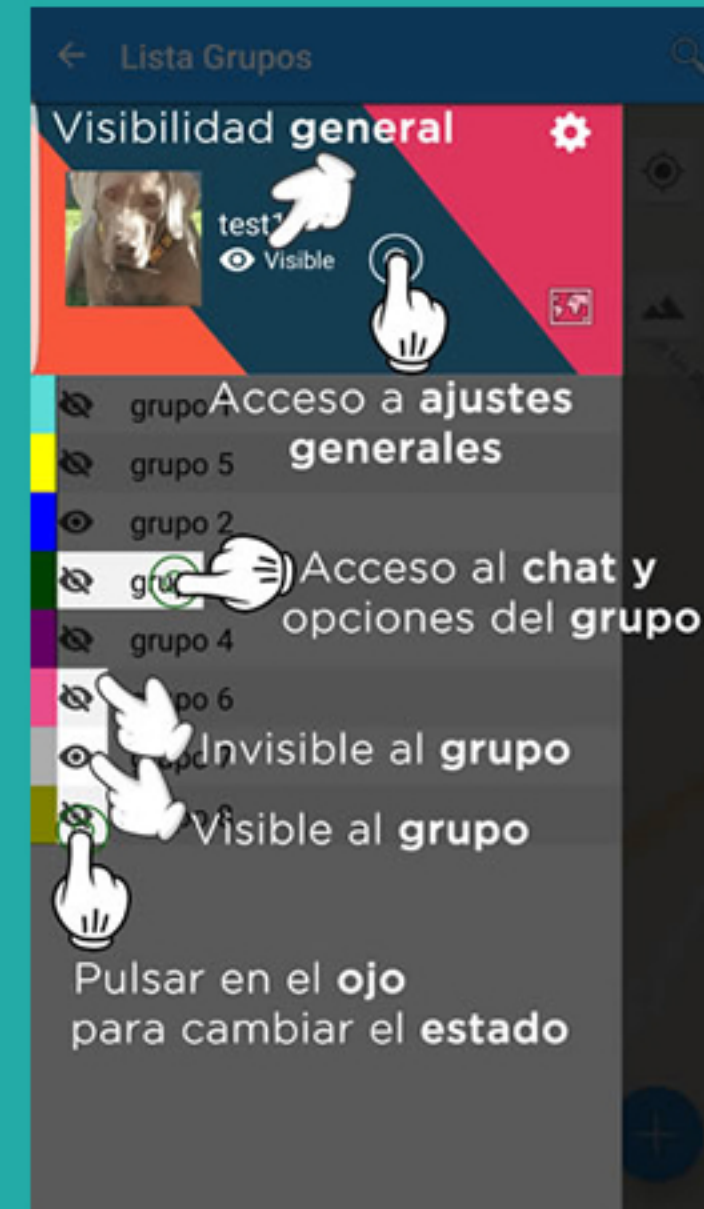 Lista Grupos
Visibilidad general
Visible
grupo
Acceso a ajustes
generales
grupo 5
grupo 2
Acceso al chat y
opciones del grupo
grupo 4
Invisible al grupo
Visible al grupo
Pulsar en el ojo
para cambiar el estado